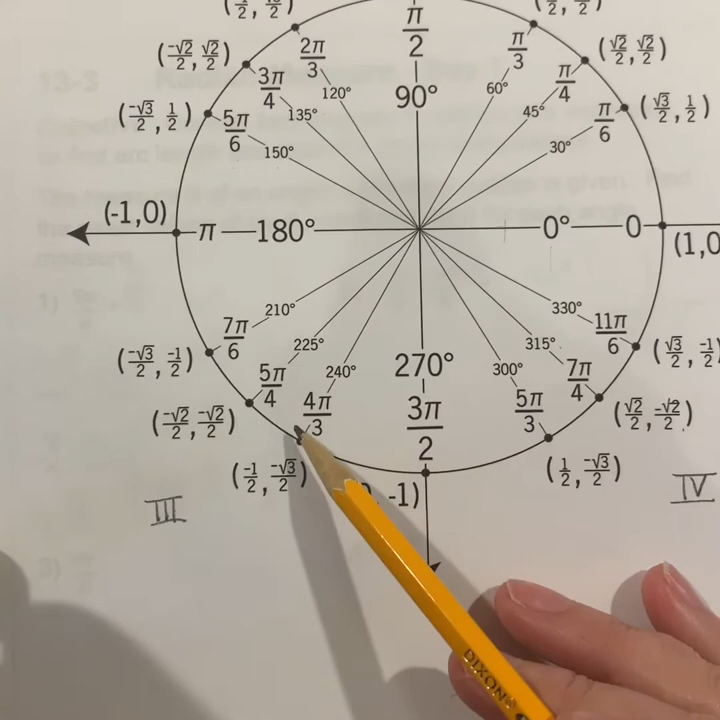 π/2
2π/3
π/3
(-√2/2, √2/2)
3π/4
120°
90°
60°
π/4
(√2/2, √2/2)
135°
45°
(-√3/2, 1/2)
5π/6
150°
30°
π/6
(√3/2, 1/2)
(-1,0)
π
180°
0°
0
(1,0
7π/6
210°
330°
11π/6
(-√3/2, -1/2)
225°
315°
(√3/2, -1/2)
5π/4
240°
270°
300°
7π/4
(-√2/2, -√2/2)
4π/3
3π/2
5π/3
(√2/2, -√2/2)
(-1/2, -√3/2)
(1/2, -√3/2)
III
-1)
IV
DIXON